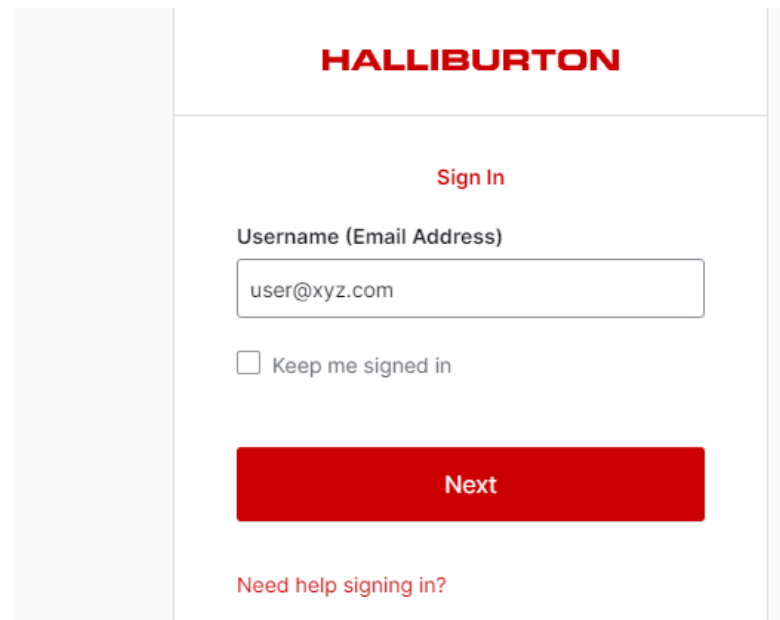 HALLIBURTON
Sign In
Username (Email Address)
user@xyz.com
Keep me signed in
Next
Need help signing in?